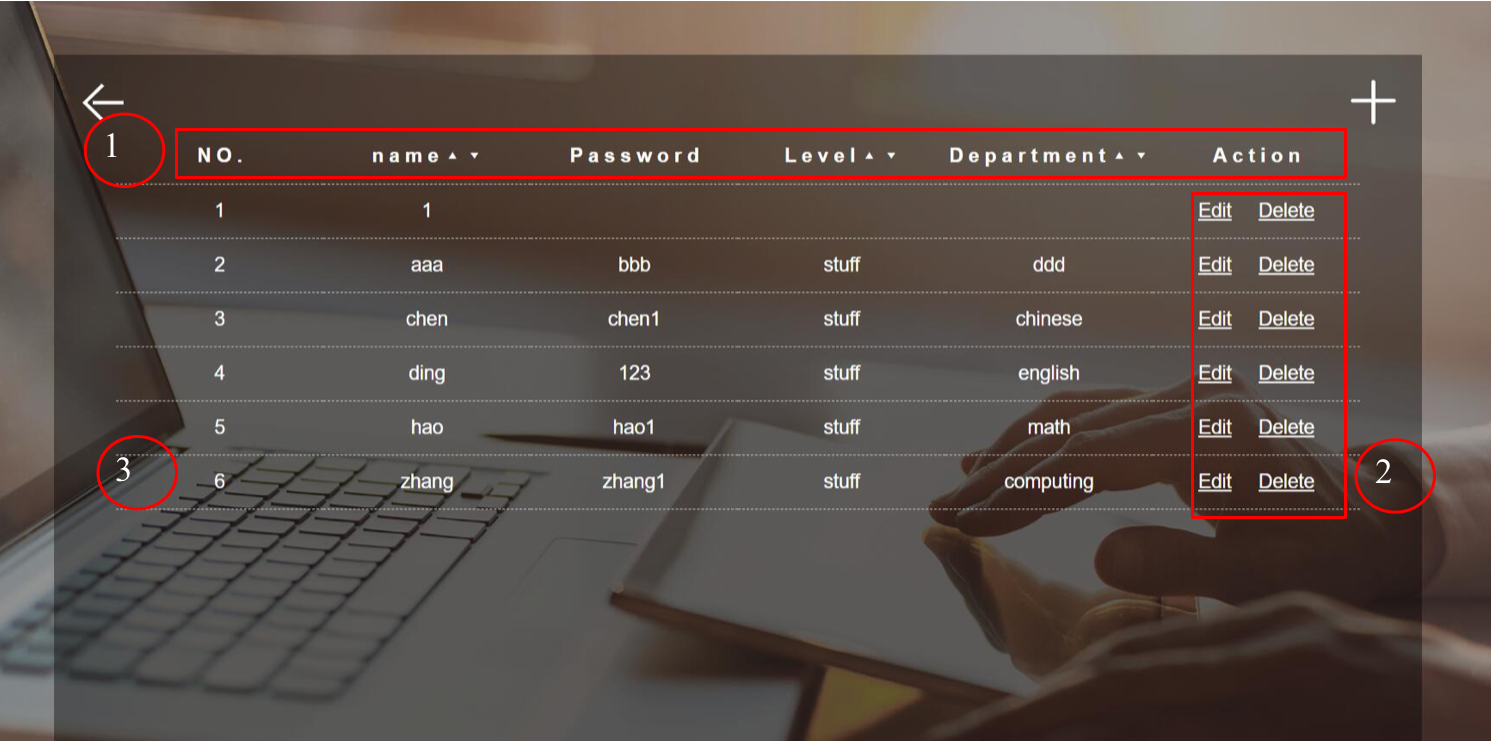 1 NO. name▲ ▼ Password Level▲ ▼ Department▲ ▼ Action
1 1 Edit Delete
2 aaa bbb stuff ddd Edit Delete
3 chen chen1 stuff chinese Edit Delete
4 ding 123 stuff english Edit Delete
5 hao hao1 stuff math Edit Delete
3 6 zhang zhang1 stuff computing Edit Delete 2